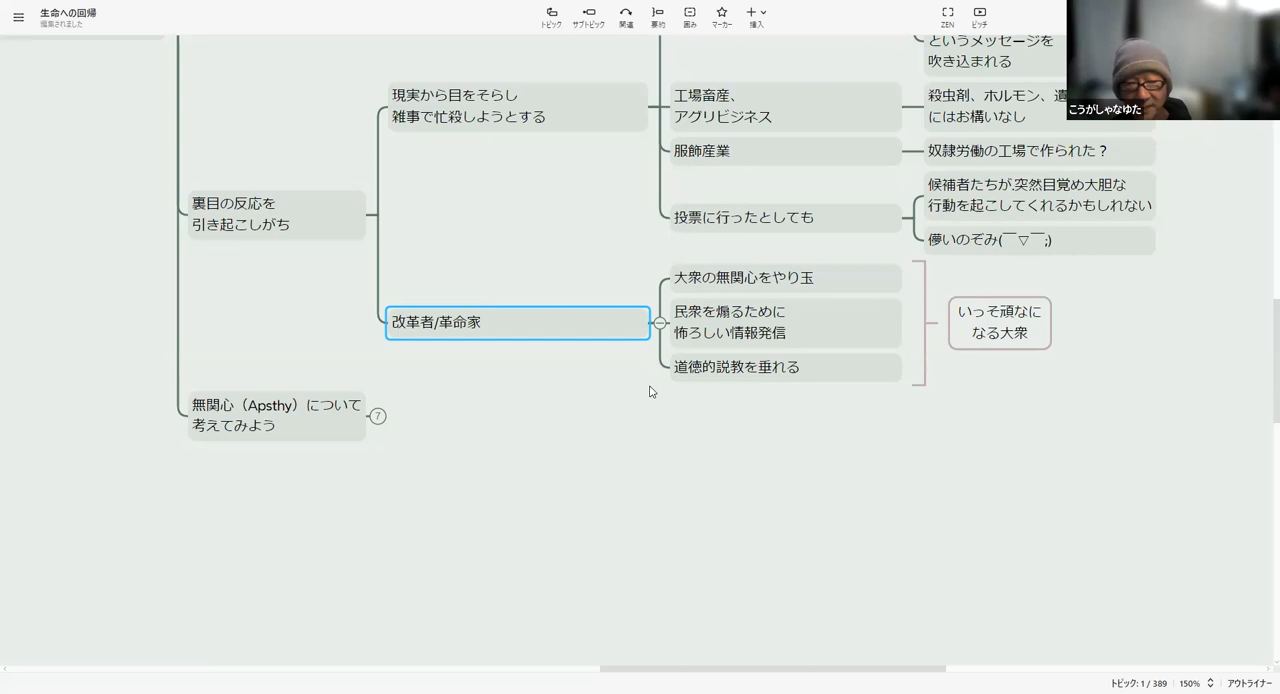 生命への回帰
編集されました
トピック
サブトピック
関連
要約
囲み
マーカー
挿入
ZEN
ピッチ
こうがしゃなゆた
というメッセージを
吹き込まれる
現実から目をそらし
雑事で忙殺しようとする
工場畜産、
アグリビジネス
殺虫剤、ホルモン、遺
にはお構いなし
服飾産業
奴隷労働の工場で作られた？
裏目の反応を
引き起こしがち
投票に行ったとしても
候補者たちが突然目覚め大胆な
行動を起こしてくれるかもしれない
儚いのぞみ(￣▽￣;)
改革者/革命家
大衆の無関心をやり玉
民衆を煽るために
怖ろしい情報発信
道徳的説教を垂れる
いっそ頑なに
なる大衆
無関心（Apsthy）について
考えてみよう
7
トピック: 1 / 389
150%
アウトライナー